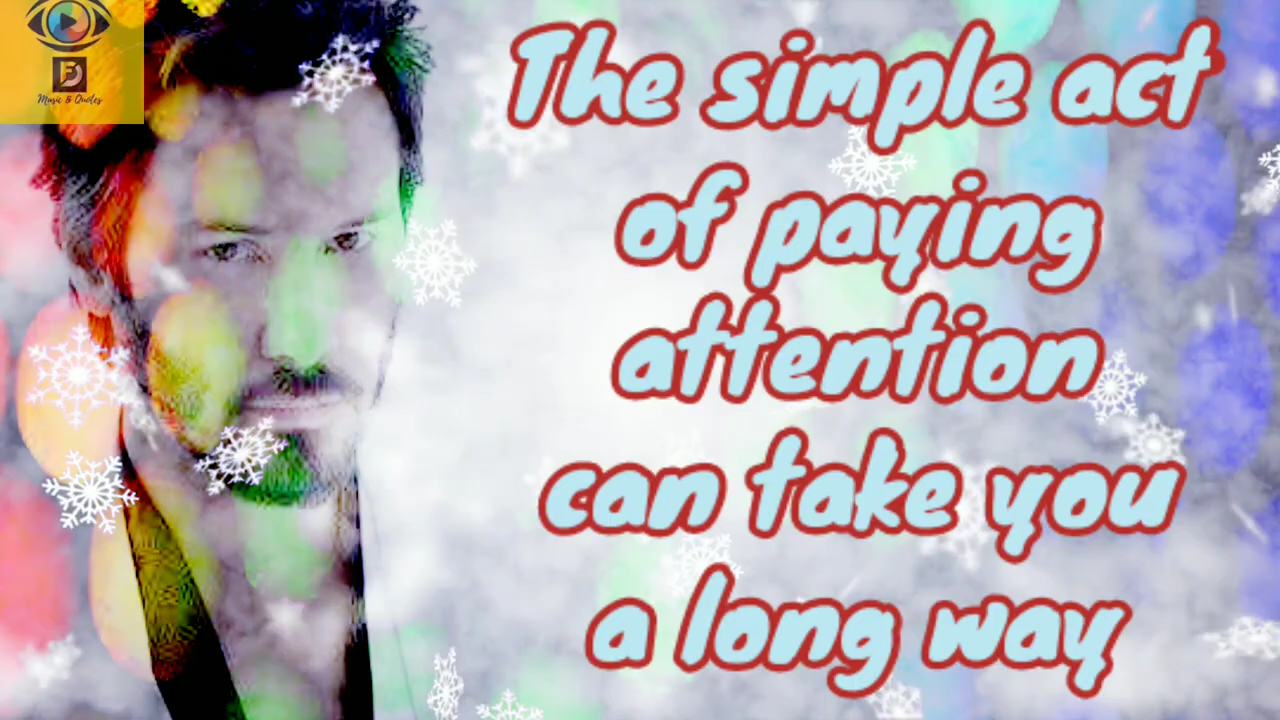 Music & Quotes
The simple act
of paying
attention
can take you
a long way